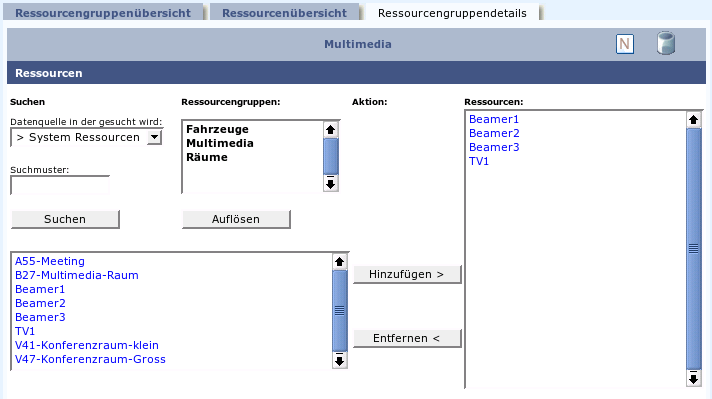 Ressourcengruppenübersicht Ressourcenübersicht Ressourcengruppendetails
Multimedia N
Ressourcen
Suchen Ressourcengruppen: Aktion: Ressourcen:
Datenquelle in der gesucht wird:
> System Ressourcen
Suchmuster:
Suchen
Fahrzeuge
Multimedia
Räume
Auflösen
A55-Meeting
B27-Multimedia-Raum
Beamer1
Beamer2
Beamer3
TV1
V41-Konferenzraum-klein
V47-Konferenzraum-Gross
Hinzufügen >
Entfernen <
Beamer1
Beamer2
Beamer3
TV1